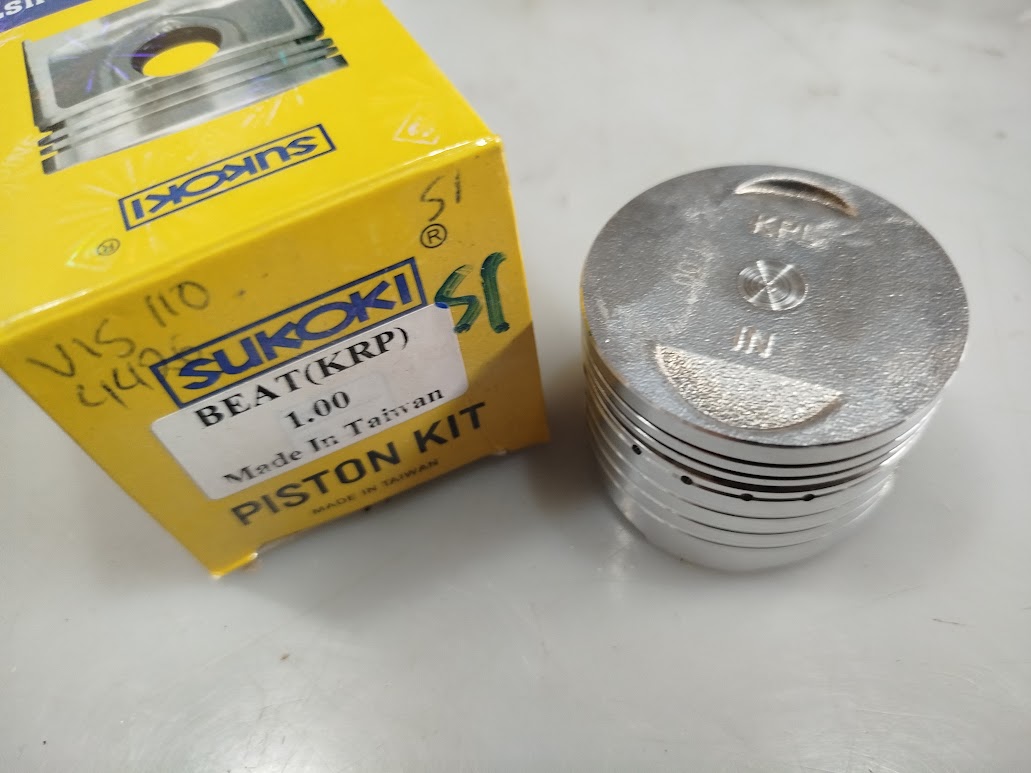 SUKOKI
51
®
VIS 110
SUKOKI
51
BEAT(KRP)
1.00
Made In Taiwan
PISTON KIT
MADE IN TAIWAN
IN